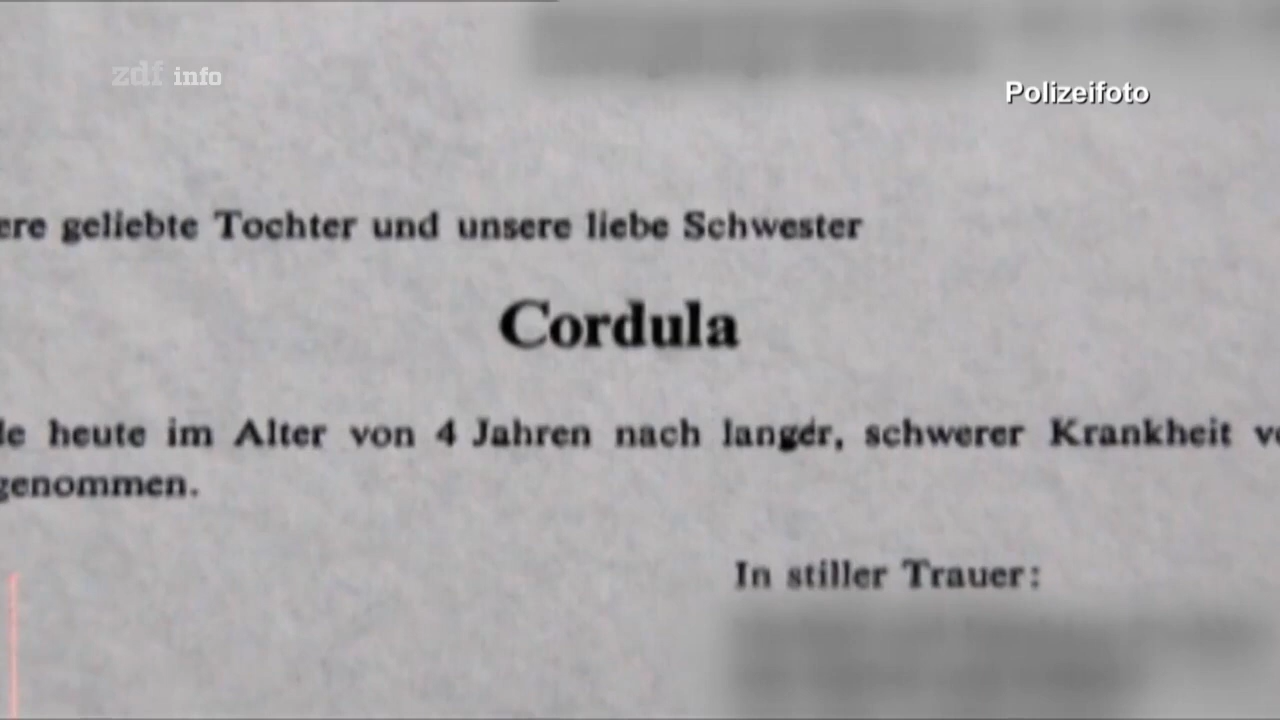 zdf info
Polizeifoto
ere geliebte Tochter und unsere liebe Schwester
Cordula
de heute im Alter von 4 Jahren nach langer, schwerer Krankheit v
genommen.
In stiller Trauer: